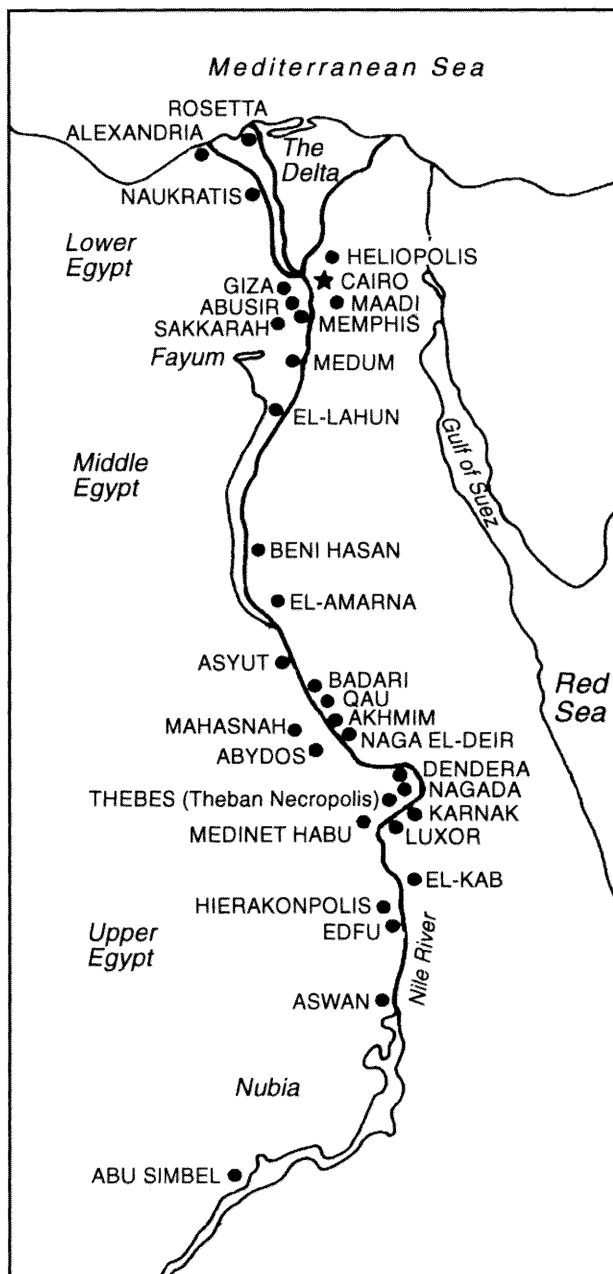 Mediterranean Sea
ROSETTA
ALEXANDRIA
The
Delta
NAUKRATIS
Lower
Egypt
HELIOPOLIS
GIZA
CAIRO
ABUSIR
MAADI
SAKKARAH
MEMPHIS
Fayum
MEDUM
EL-LAHUN
Gulf of Suez
Middle
Egypt
BENI HASAN
EL-AMARNA
ASYUT
BADARI
Red
Sea
QAU
AKHMIM
MAHASNAH
NAGA EL-DEIR
ABYDOS
DENDERA
NAGADA
THEBES (Theban Necropolis)
KARNAK
MEDINET HABU
LUXOR
EL-KAB
HIERAKONPOLIS
Upper
Egypt
EDFU
Nile River
ASWAN
Nubia
ABU SIMBEL